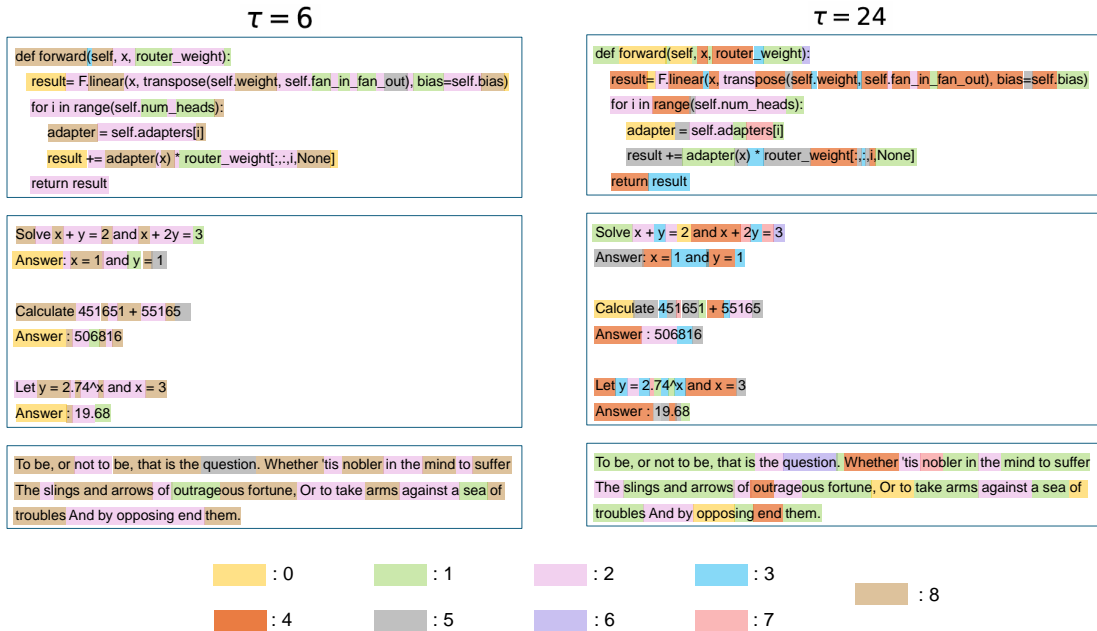 τ = 6
def forward(self, x, router_weight):
result= F.linear(x, transpose(self.weight, self.fan_in_fan_out), bias=self.bias)
for i in range(self.num_heads):
adapter = self.adapters[i]
result += adapter(x) * router_weight[:,:,i,None]
return result
Solve x + y = 2 and x + 2y = 3
Answer: x = 1 and y = 1
Calculate 451651 + 55165
Answer : 506816
Let y = 2.74^x and x = 3
Answer : 19.68
To be, or not to be, that is the question. Whether 'tis nobler in the mind to suffer
The slings and arrows of outrageous fortune, Or to take arms against a sea of
troubles And by opposing end them.
τ = 24
def forward(self, x, router_weight):
result= F.linear(x, transpose(self.weight, self.fan_in_fan_out), bias=self.bias)
for i in range(self.num_heads):
adapter = self.adapters[i]
result += adapter(x) * router_weight[:,:,i,None]
return result
Solve x + y = 2 and x + 2y = 3
Answer: x = 1 and y = 1
Calculate 451651 + 55165
Answer : 506816
Let y = 2.74^x and x = 3
Answer : 19.68
To be, or not to be, that is the question. Whether 'tis nobler in the mind to suffer
The slings and arrows of outrageous fortune, Or to take arms against a sea of
troubles And by opposing end them.
: 0
: 1
: 2
: 3
: 4
: 5
: 6
: 7
: 8